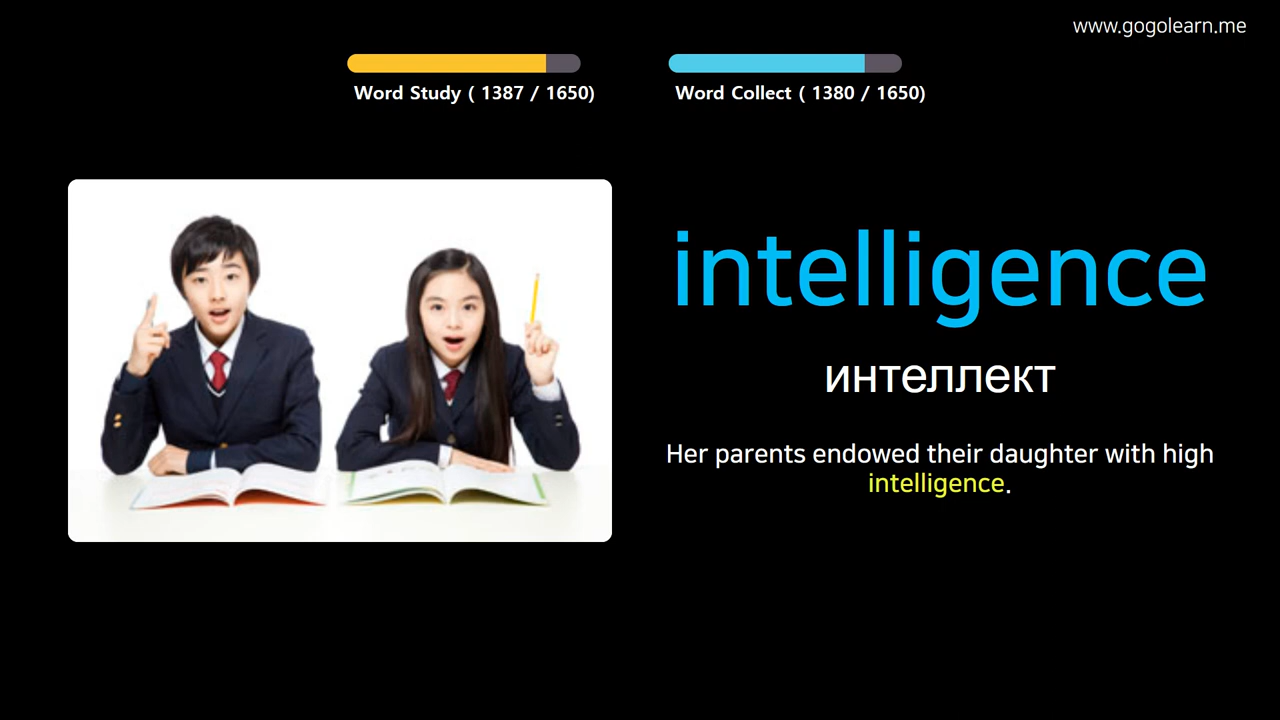 www.gogolearn.me
Word Study ( 1387 / 1650)
Word Collect ( 1380 / 1650)
intelligence
интеллект
Her parents endowed their daughter with high
intelligence.